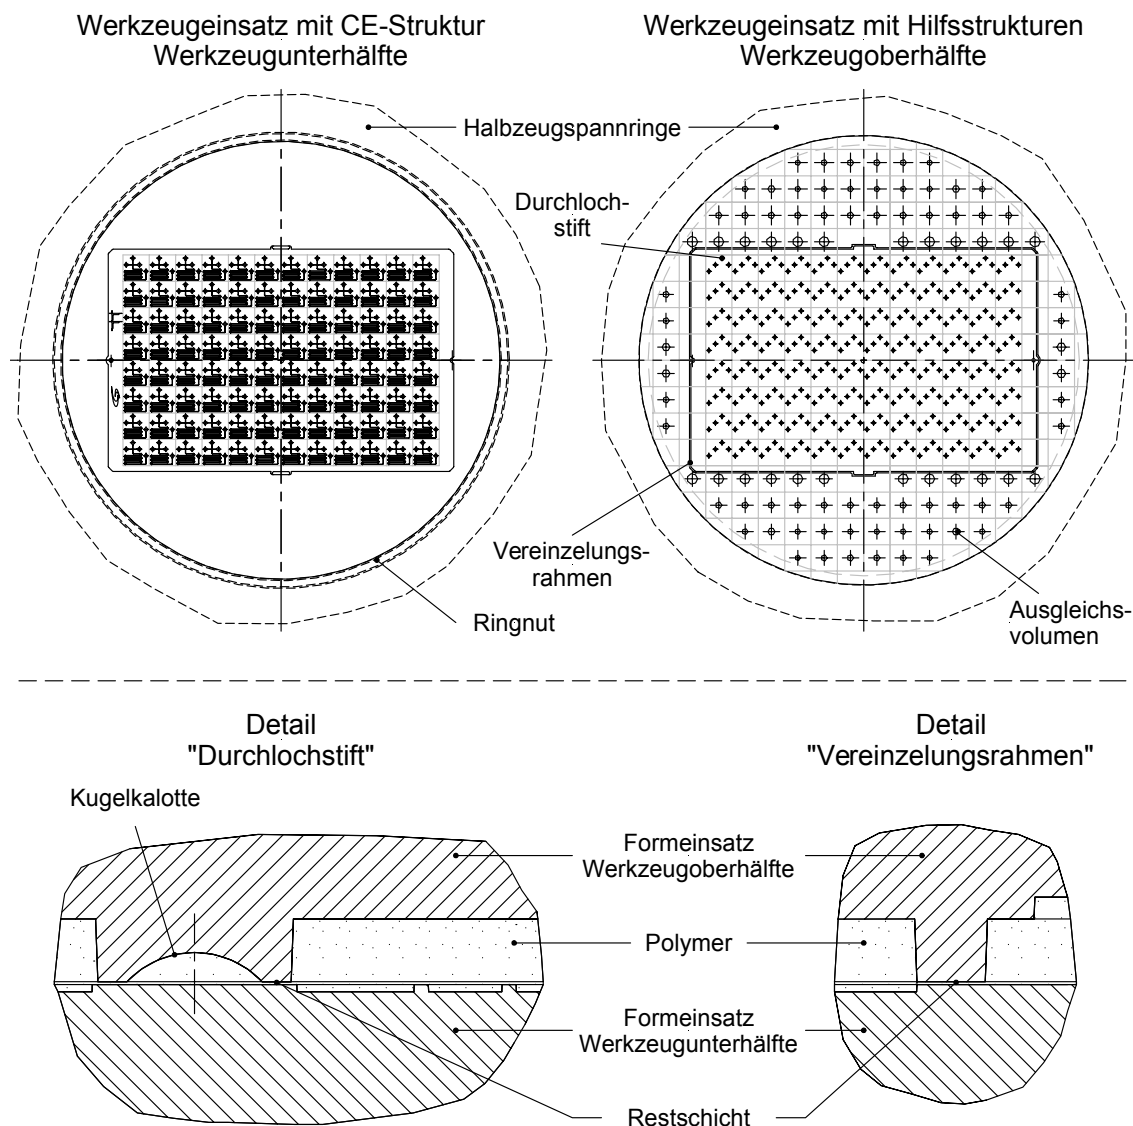 Werkzeugeinsatz mit CE-Struktur
Werkzeugunterhälfte
Werkzeugeinsatz mit Hilfsstrukturen
Werkzeugoberhälfte
Halbzeugspannringe
Durchloch-
stift
Vereinzelungs-
rahmen
Ringnut
Ausgleichs-
volumen
Detail
"Durchlochstift"
Detail
"Vereinzelungsrahmen"
Kugelkalotte
Formeinsatz
Werkzeugoberhälfte
Polymer
Formeinsatz
Werkzeugunterhälfte
Restschicht